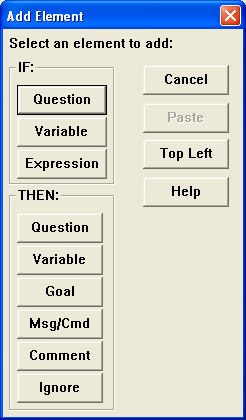 Add Element
Select an element to add:
IF:
Question
Variable
Expression
THEN:
Question
Variable
Goal
Msg/Cmd
Comment
Ignore
Cancel
Paste
Top Left
Help